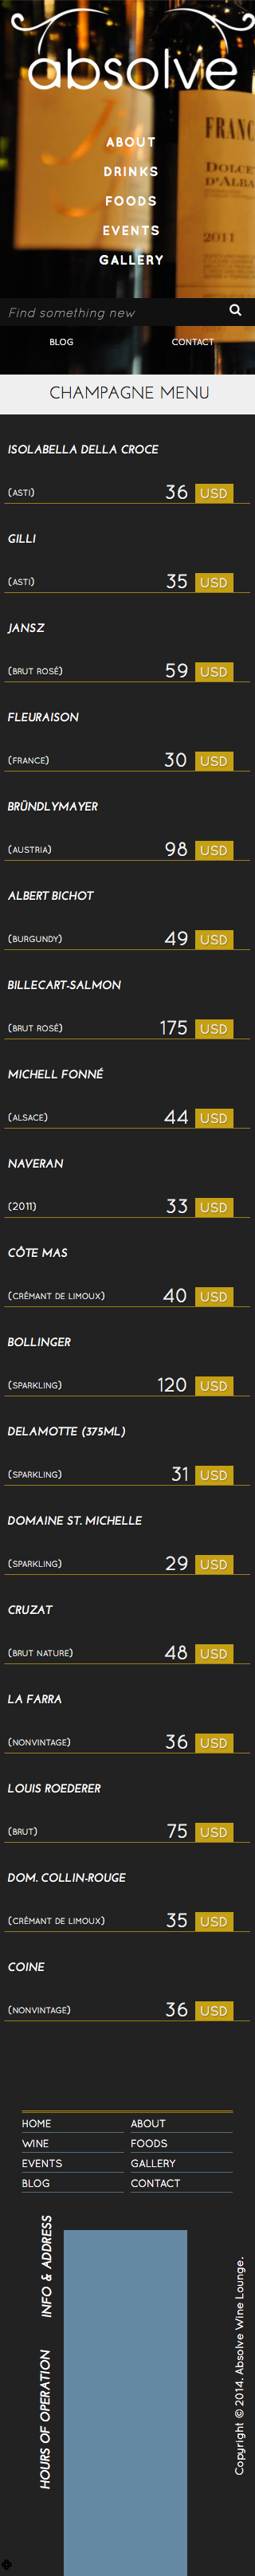 absolve
FRANC
DOLCE
D'ALBA
2011
ABOUT
DRINKS
FOODS
EVENTS
GALLERY
Find something new
BLOG CONTACT
CHAMPAGNE MENU
ISOLABELLA DELLA CROCE
(ASTI) 36 USD
GILLI
(ASTI) 35 USD
JANSZ
(BRUT ROSÉ) 59 USD
FLEURAISON
(FRANCE) 30 USD
BRÜNDLYMAYER
(AUSTRIA) 98 USD
ALBERT BICHOT
(BURGUNDY) 49 USD
BILLECART-SALMON
(BRUT ROSÉ) 175 USD
MICHELL FONNÉ
(ALSACE) 44 USD
NAVERAN
(2011) 33 USD
CÔTE MAS
(CRÉMANT DE LIMOUX) 40 USD
BOLLINGER
(SPARKLING) 120 USD
DELAMOTTE (375ML)
(SPARKLING) 31 USD
DOMAINE ST. MICHELLE
(SPARKLING) 29 USD
CRUZAT
(BRUT NATURE) 48 USD
LA FARRA
(NONVINTAGE) 36 USD
LOUIS ROEDERER
(BRUT) 75 USD
DOM. COLLIN-ROUGE
(CRÉMANT DE LIMOUX) 35 USD
COINE
(NONVINTAGE) 36 USD
HOME ABOUT
WINE FOODS
EVENTS GALLERY
BLOG CONTACT
INFO & ADDRESS
HOURS OF OPERATION
Copyright © 2014. Absolve Wine Lounge.